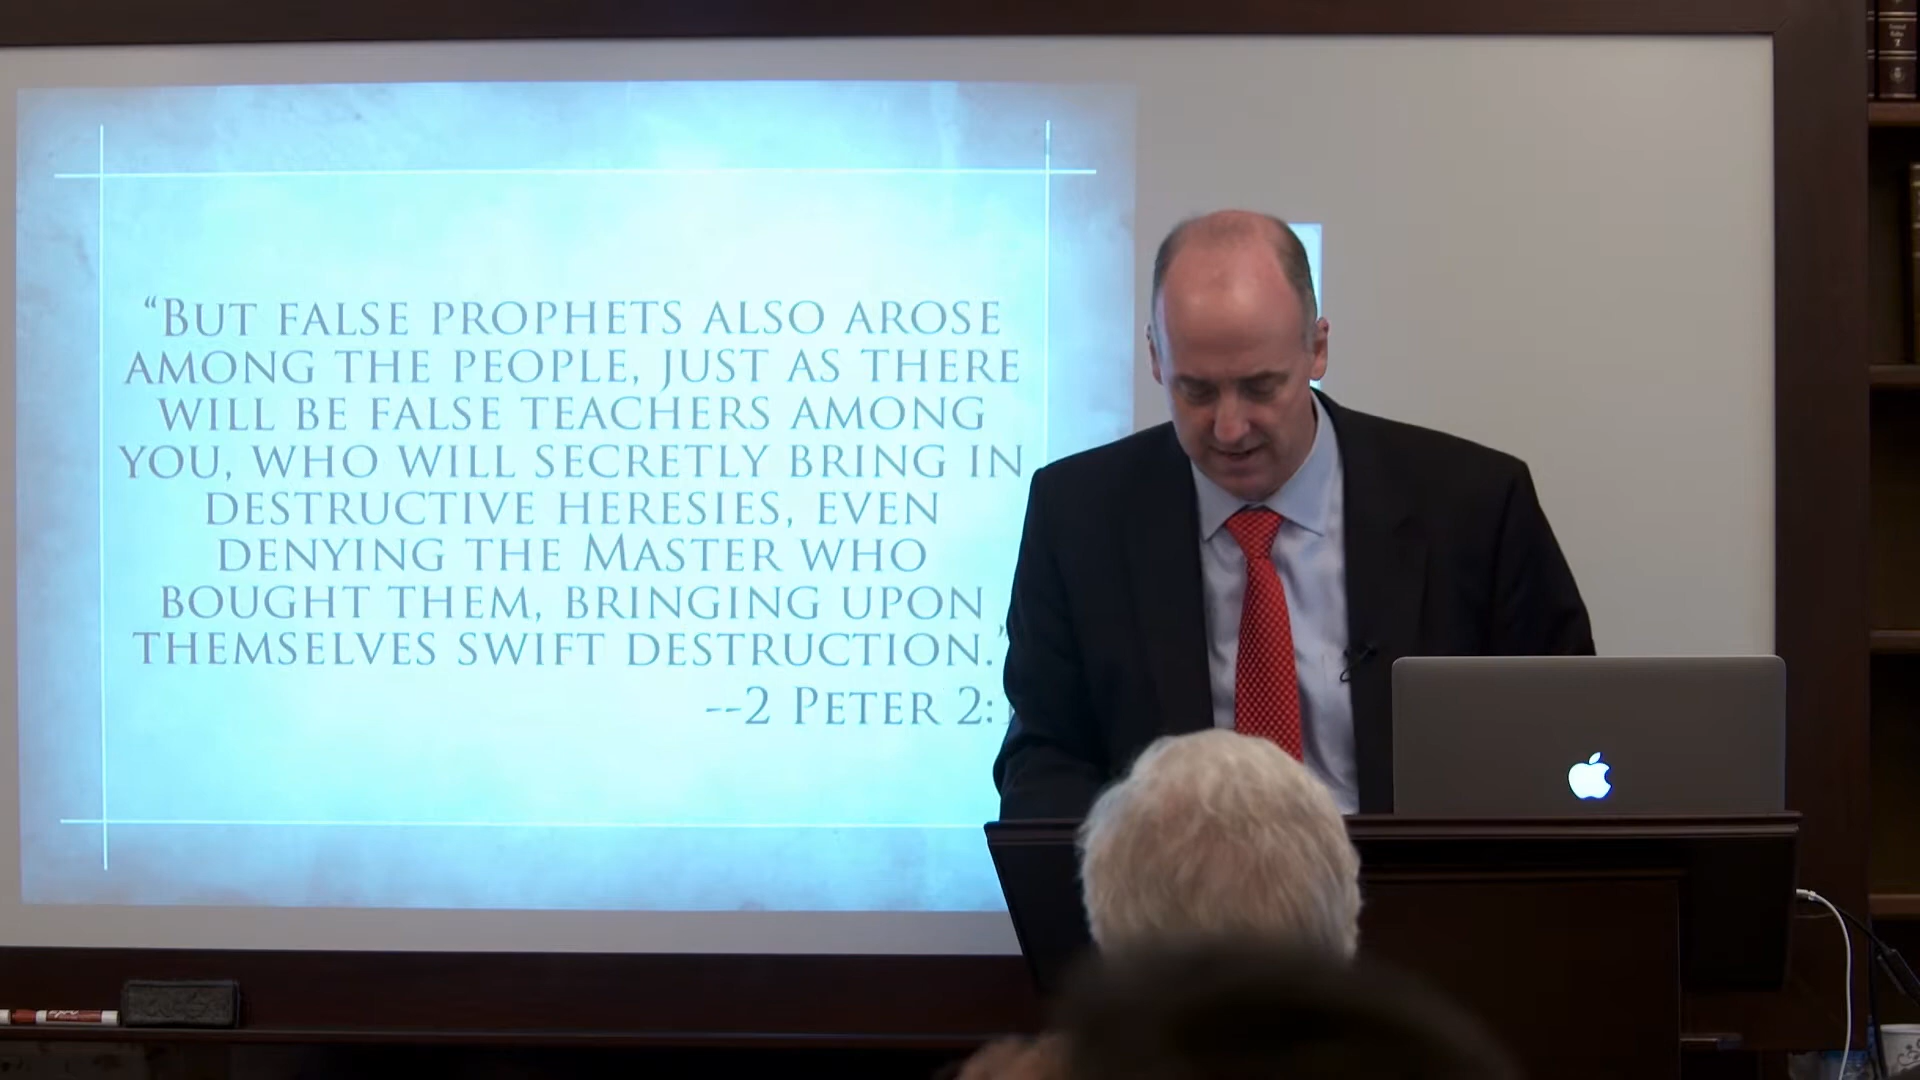 “But false prophets also arose
among the people, just as there
will be false teachers among
you, who will secretly bring in
destructive heresies, even
denying the Master who
bought them, bringing upon
themselves swift destruction.”
--2 Peter 2: